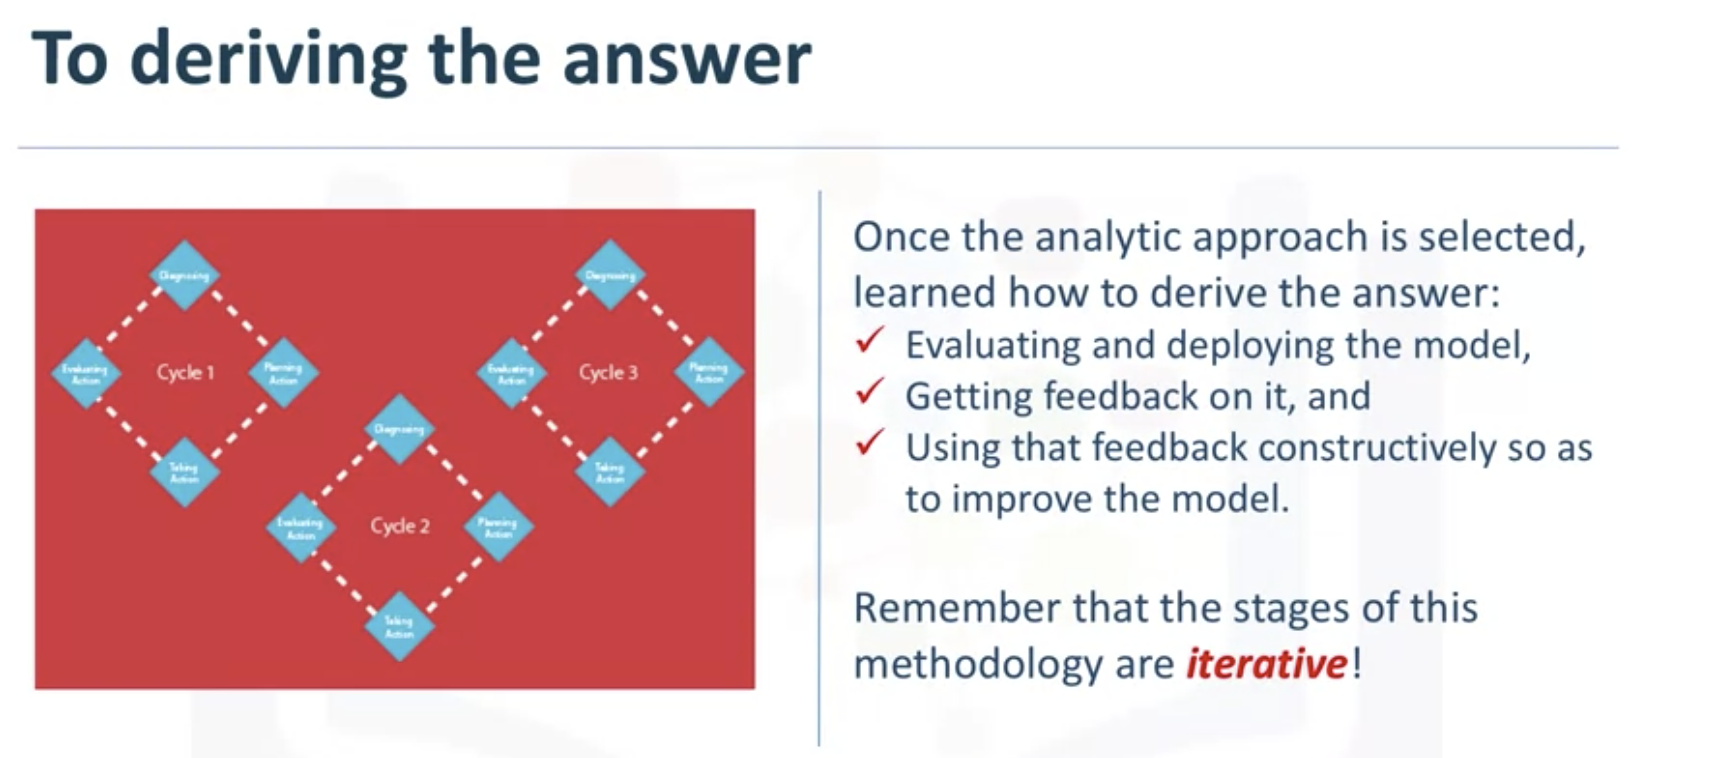 To deriving the answer
Diagnosing
Evaluating
Action
Cycle 1
Planning
Action
Taking
Action
Diagnosing
Evaluating
Action
Cycle 2
Planning
Action
Taking
Action
Diagnosing
Evaluating
Action
Cycle 3
Planning
Action
Taking
Action
Once the analytic approach is selected,
learned how to derive the answer:
✓ Evaluating and deploying the model,
✓ Getting feedback on it, and
✓ Using that feedback constructively so as
to improve the model.
Remember that the stages of this
methodology are iterative!